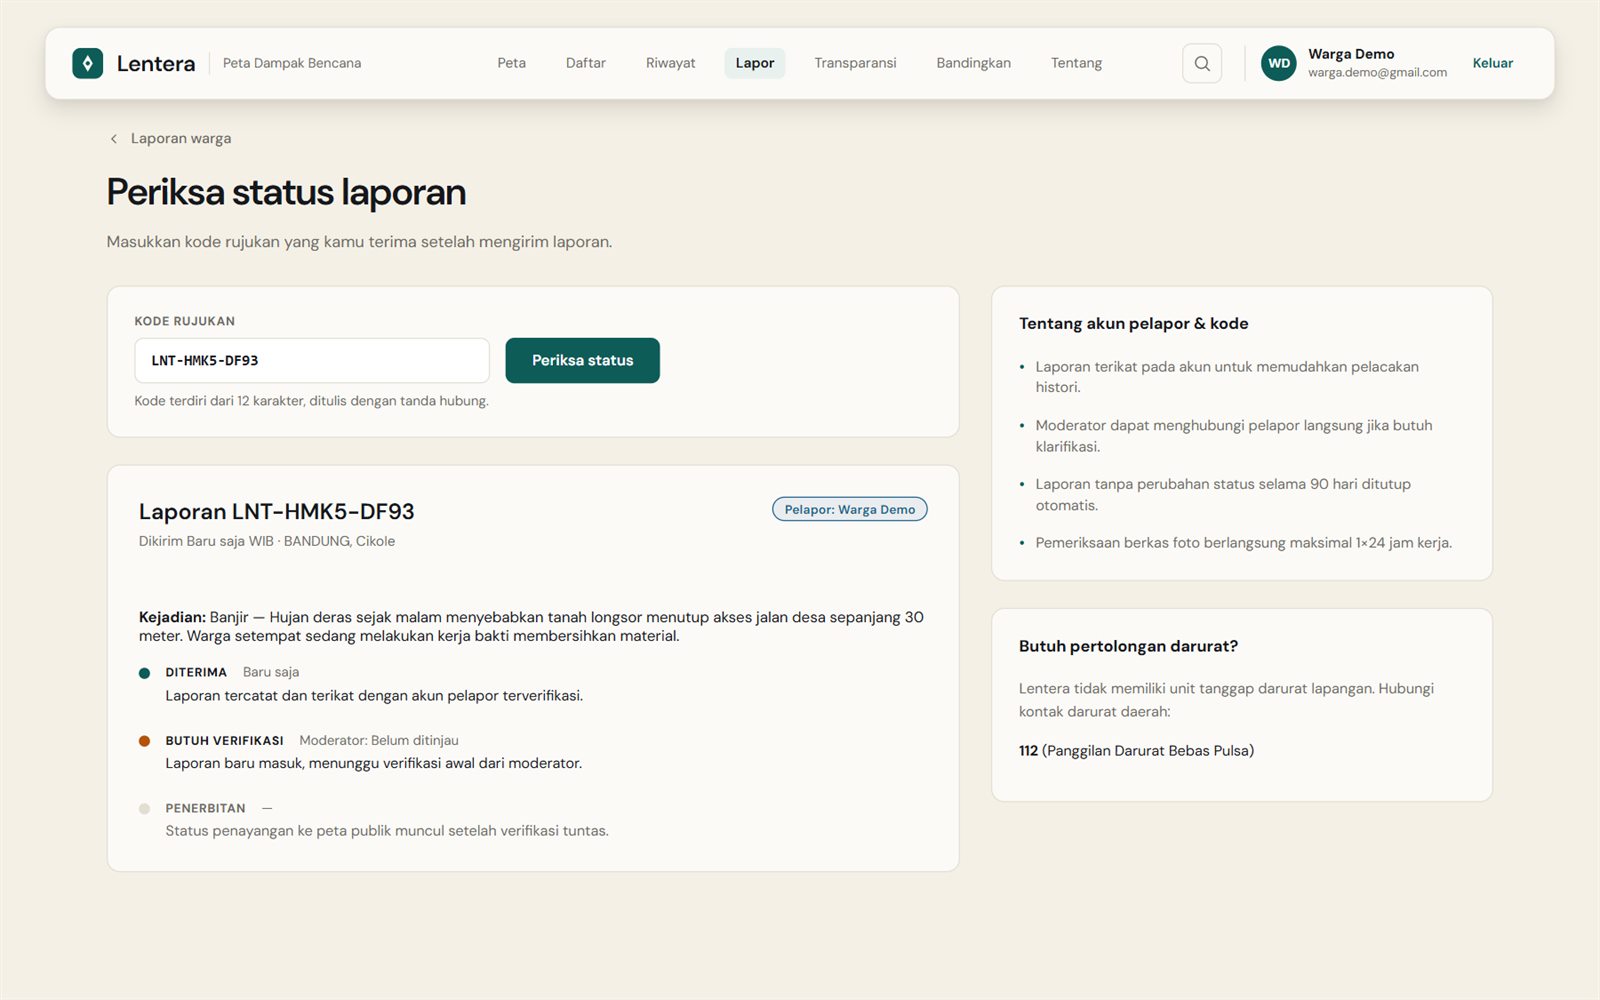 Lentera
Peta Dampak Bencana
Peta
Daftar
Riwayat
Lapor
Transparansi
Bandingkan
Tentang
WD
Warga Demo
warga.demo@gmail.com
Keluar
Laporan warga
Periksa status laporan
Masukkan kode rujukan yang kamu terima setelah mengirim laporan.
KODE RUJUKAN
LNT-HMK5-DF93
Periksa status
Kode terdiri dari 12 karakter, ditulis dengan tanda hubung.
Laporan LNT-HMK5-DF93
Pelapor: Warga Demo
Dikirim Baru saja WIB · BANDUNG, Cikole
Kejadian: Banjir — Hujan deras sejak malam menyebabkan tanah longsor menutup akses jalan desa sepanjang 30
meter. Warga setempat sedang melakukan kerja bakti membersihkan material.
DITERIMA Baru saja
Laporan tercatat dan terikat dengan akun pelapor terverifikasi.
BUTUH VERIFIKASI Moderator: Belum ditinjau
Laporan baru masuk, menunggu verifikasi awal dari moderator.
PENERBITAN —
Status penayangan ke peta publik muncul setelah verifikasi tuntas.
Tentang akun pelapor & kode
• Laporan terikat pada akun untuk memudahkan pelacakan
histori.
• Moderator dapat menghubungi pelapor langsung jika butuh
klarifikasi.
• Laporan tanpa perubahan status selama 90 hari ditutup
otomatis.
• Pemeriksaan berkas foto berlangsung maksimal 1×24 jam kerja.
Butuh pertolongan darurat?
Lentera tidak memiliki unit tanggap darurat lapangan. Hubungi
kontak darurat daerah:
112 (Panggilan Darurat Bebas Pulsa)